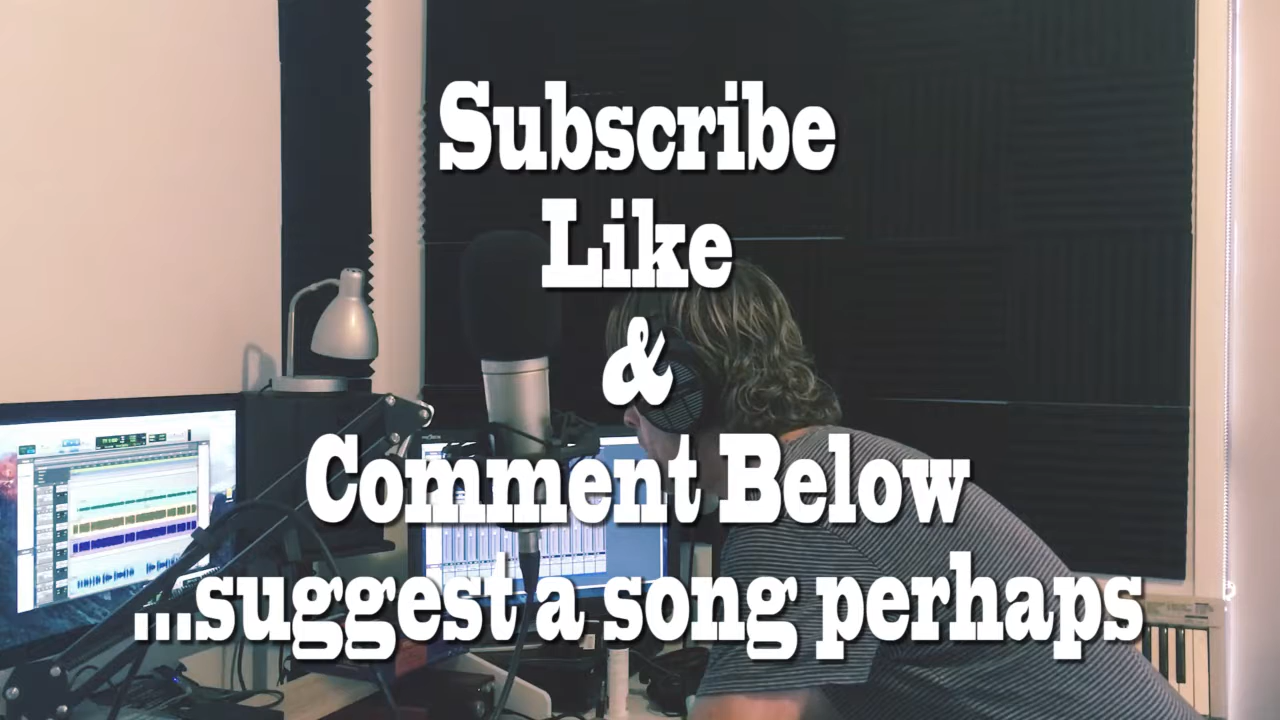 Subscribe
Like
&
Comment Below
...suggest a song perhaps